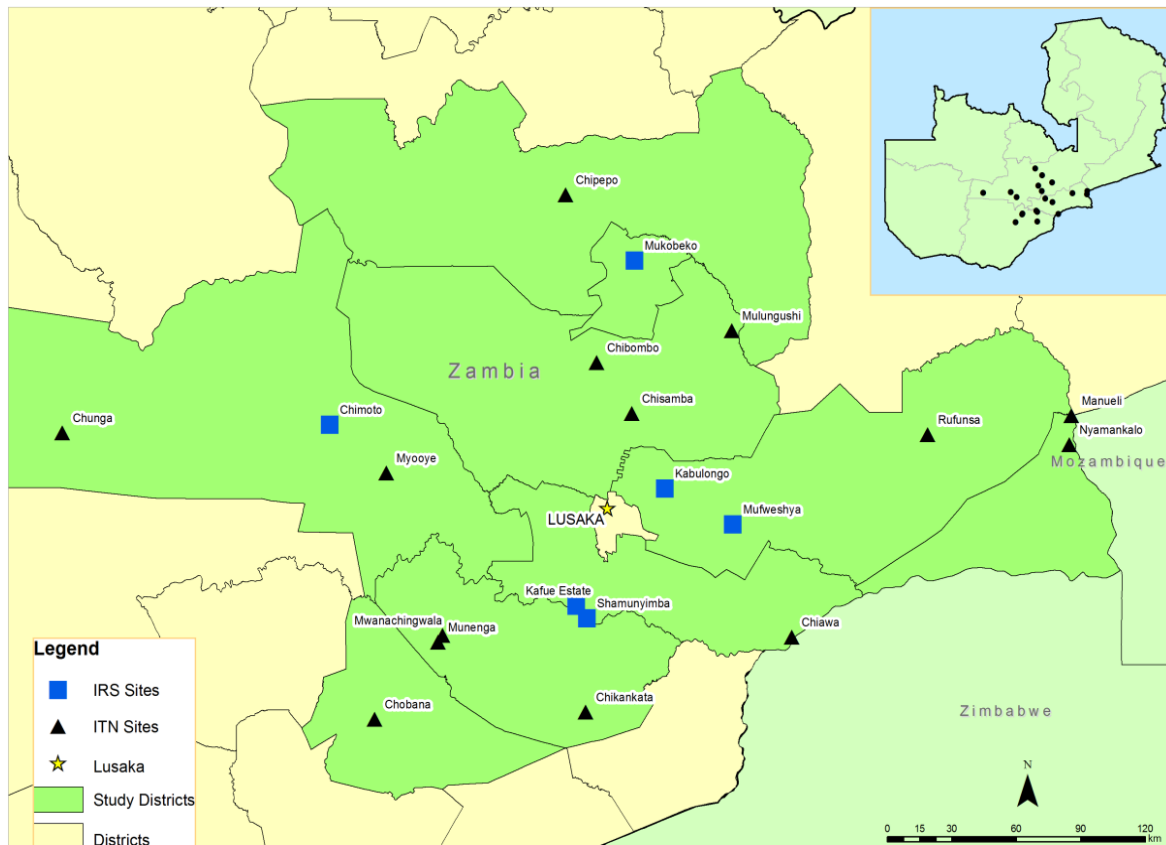 Chipepo
Mukobeko
Mulungushi
Chibombo
Zambia
Chisamba
Chunga
Chimoto
Myooye
Rufunsa
Manueli
Nyamankalo
Mozambique
Kabulongo
Mufweshya
LUSAKA
Kafue Estate
Shamunyimba
Mwanachingwala
Munenga
Chiawa
Chobana
Chikankata
Zimbabwe
Legend
IRS Sites
ITN Sites
Lusaka
Study Districts
Districts
N
0 15 30 60 90 120
km